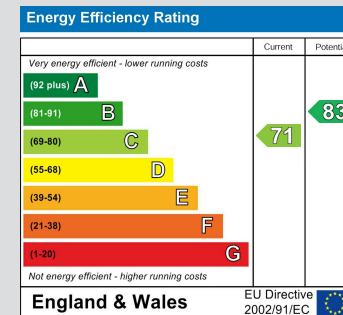 Energy Efficiency Rating
Current Potenti
Very energy efficient - lower running costs
(92 plus) A
(81-91) B
83
(69-80) C
71
(55-68) D
(39-54) E
(21-38) F
(1-20) G
Not energy efficient - higher running costs
England & Wales
EU Directive
2002/91/EC